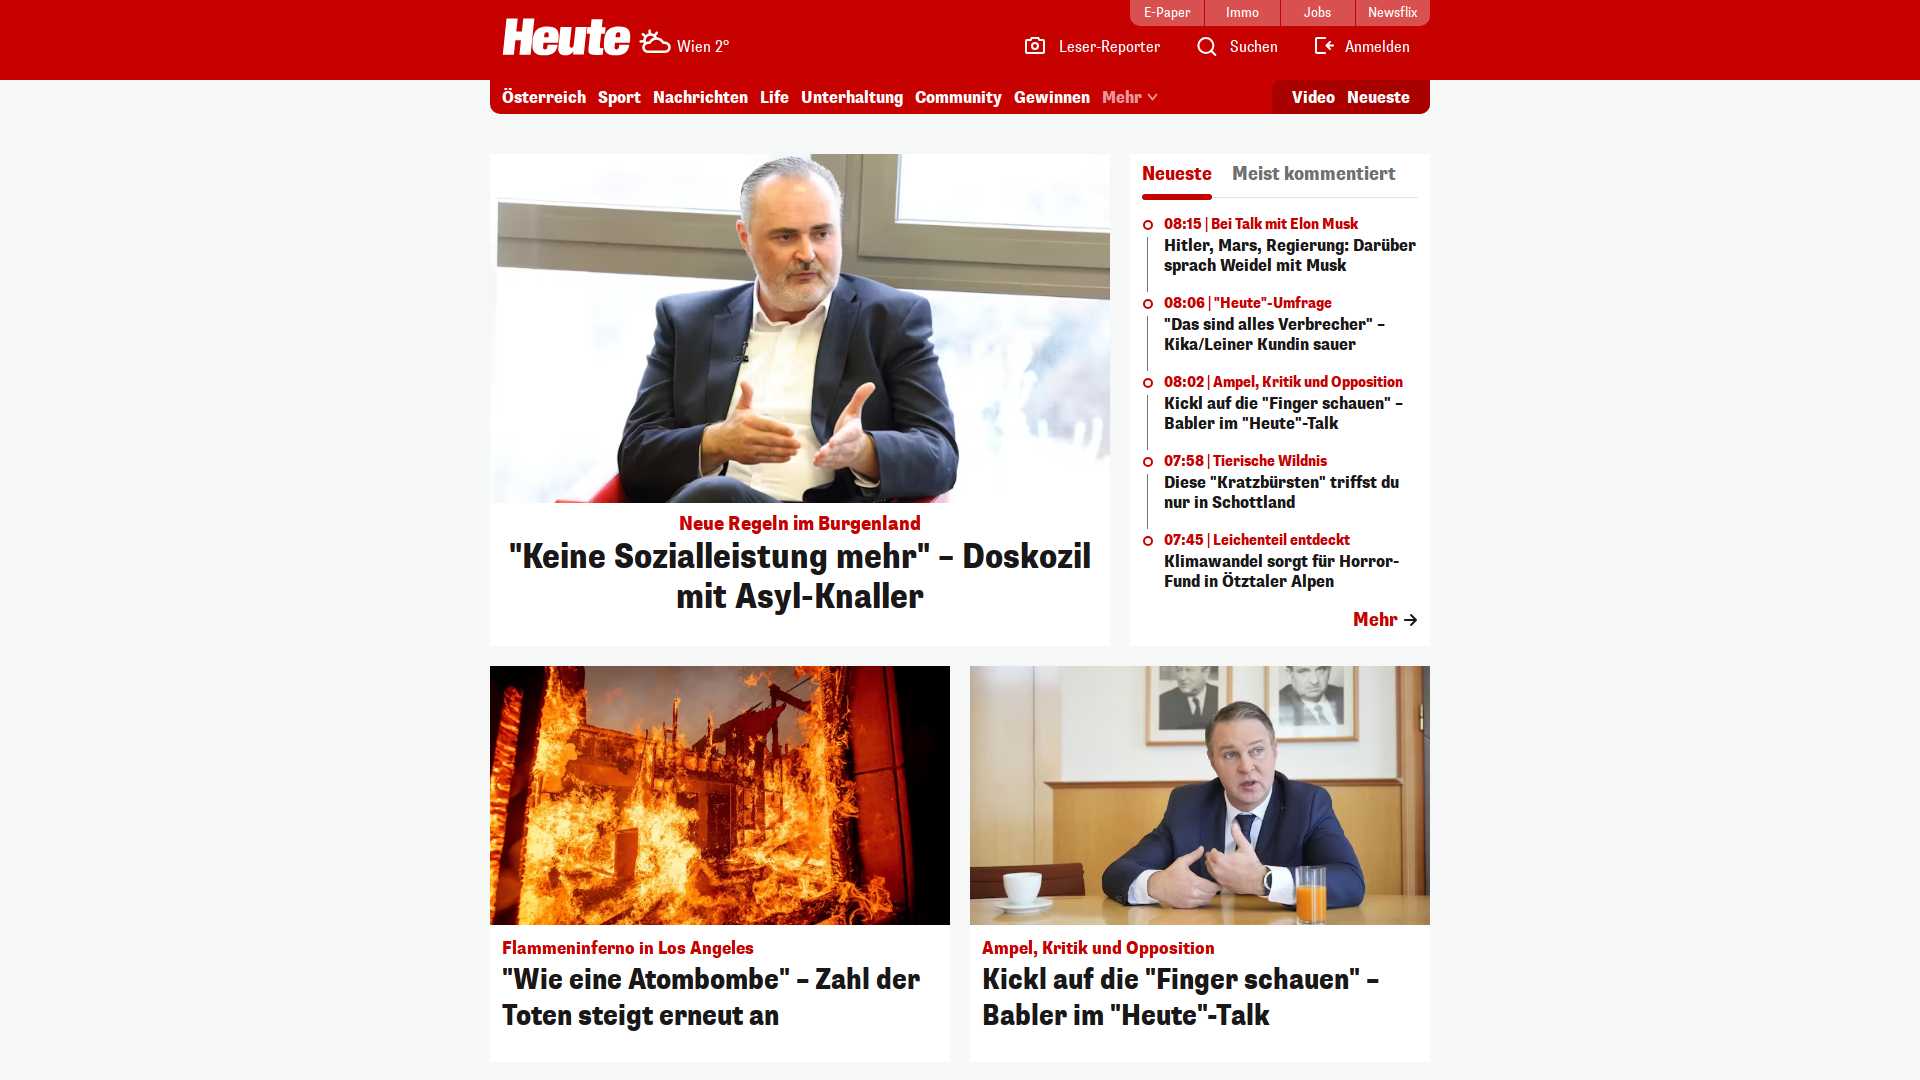 E-Paper
Immo
Jobs
Newsflix
Heute
Wien 2°
Leser-Reporter
Suchen
Anmelden
Österreich
Sport
Nachrichten
Life
Unterhaltung
Community
Gewinnen
Mehr
Video
Neueste
Neue Regeln im Burgenland
"Keine Sozialleistung mehr" – Doskozil
mit Asyl-Knaller
Neueste
Meist kommentiert
08:15 | Bei Talk mit Elon Musk
Hitler, Mars, Regierung: Darüber
sprach Weidel mit Musk
08:06 | "Heute"-Umfrage
"Das sind alles Verbrecher" –
Kika/Leiner Kundin sauer
08:02 | Ampel, Kritik und Opposition
Kickl auf die "Finger schauen" –
Babler im "Heute"-Talk
07:58 | Tierische Wildnis
Diese "Kratzbürsten" triffst du
nur in Schottland
07:45 | Leichenteil entdeckt
Klimawandel sorgt für Horror-
Fund in Ötztaler Alpen
Mehr
Flammeninferno in Los Angeles
"Wie eine Atombombe" – Zahl der
Toten steigt erneut an
Ampel, Kritik und Opposition
Kickl auf die "Finger schauen" –
Babler im "Heute"-Talk